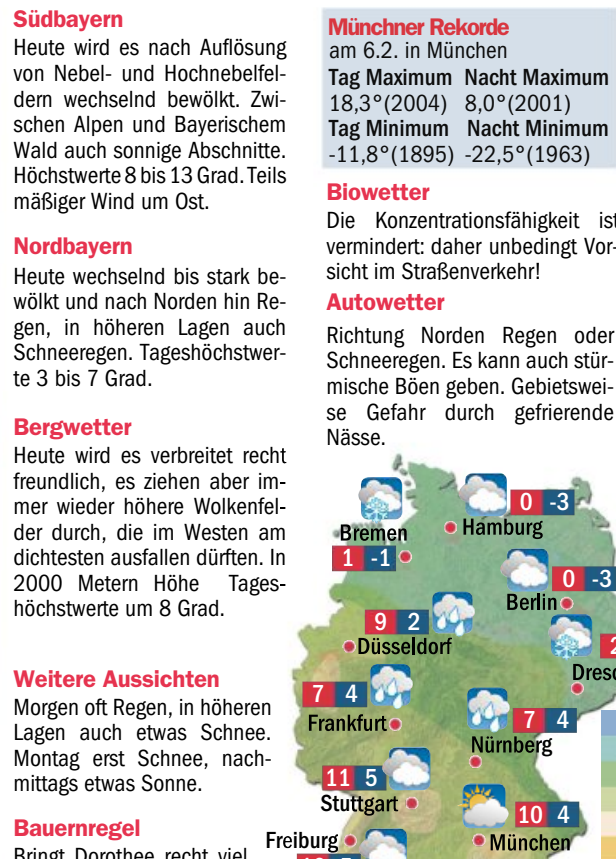 Südbayern
Heute wird es nach Auflösung
von Nebel- und Hochnebelfel-
dern wechselnd bewölkt. Zwi-
schen Alpen und Bayerischem
Wald auch sonnige Abschnitte.
Höchstwerte 8 bis 13 Grad. Teils
mäßiger Wind um Ost.
Nordbayern
Heute wechselnd bis stark be-
wölkt und nach Norden hin Re-
gen, in höheren Lagen auch
Schneeregen. Tageshöchstwer-
te 3 bis 7 Grad.
Bergwetter
Heute wird es verbreitet recht
freundlich, es ziehen aber im-
mer wieder höhere Wolkenfel-
der durch, die im Westen am
dichtesten ausfallen dürften. In
2000 Metern Höhe Tages-
höchstwerte um 8 Grad.
Weitere Aussichten
Morgen oft Regen, in höheren
Lagen auch etwas Schnee.
Montag erst Schnee, nach-
mittags etwas Sonne.
Bauernregel
Bringt Dorothee recht viel
Münchner Rekorde
am 6.2. in München
Tag Maximum Nacht Maximum
18,3°(2004) 8,0°(2001)
Tag Minimum Nacht Minimum
-11,8°(1895) -22,5°(1963)
Biowetter
Die Konzentrationsfähigkeit ist
vermindert: daher unbedingt Vor-
sicht im Straßenverkehr!
Autowetter
Richtung Norden Regen oder
Schneeregen. Es kann auch stür-
mische Böen geben. Gebietswei-
se Gefahr durch gefrierende
Nässe.
0 -3
Hamburg
Bremen
1 -1
0 -3
Berlin
9 2
Düsseldorf
2
Dresd
7 4
Frankfurt
7 4
Nürnberg
11 5
Stuttgart
10 4
München
Freiburg